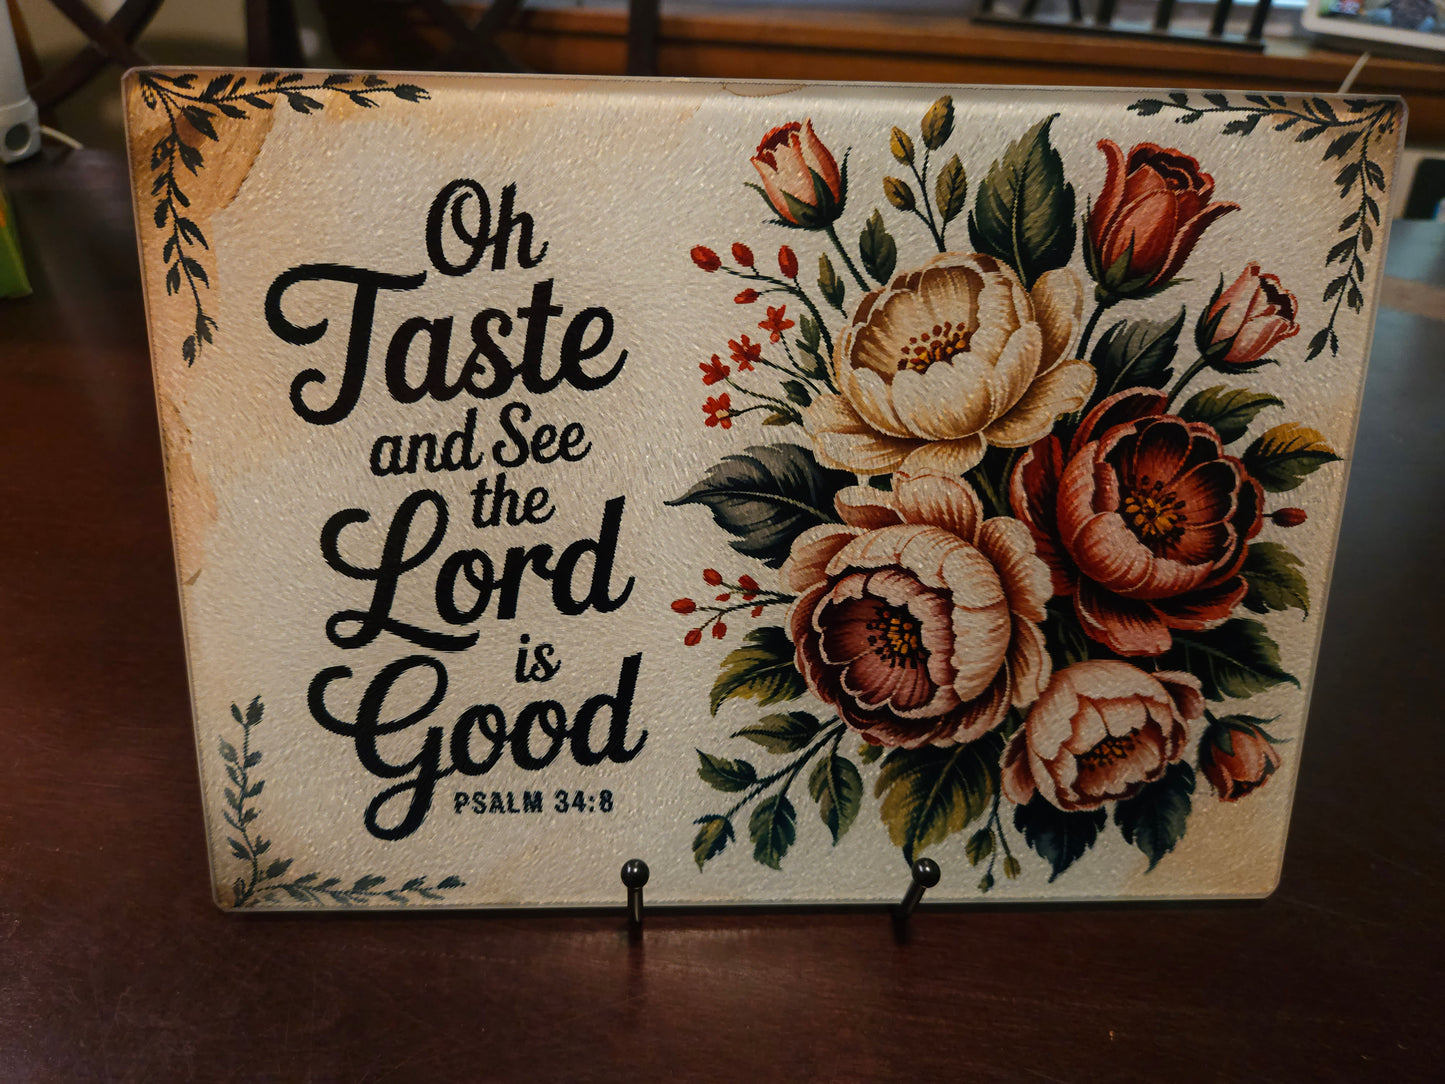 Oh
Taste
and See
the
Lord
is
Good
PSALM 34:8